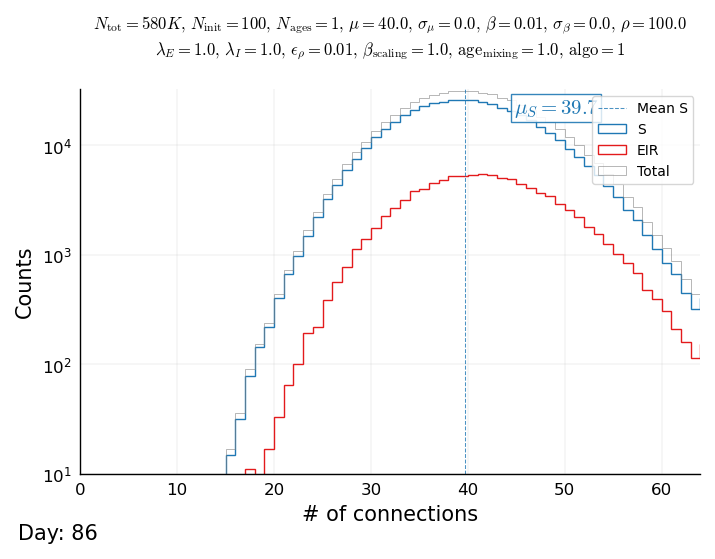 N_tot = 580K, N_init = 100, N_ages = 1, μ = 40.0, σ_μ = 0.0, β = 0.01, σ_β = 0.0, ρ = 100.0
λ_E = 1.0, λ_I = 1.0, ε_ρ = 0.01, β_scaling = 1.0, age_mixing = 1.0, algo = 1
μ_S = 39.7
Mean S
S
EIR
Total
10^4
10^3
10^2
10^1
Counts
0 10 20 30 40 50 60
# of connections
Day: 86